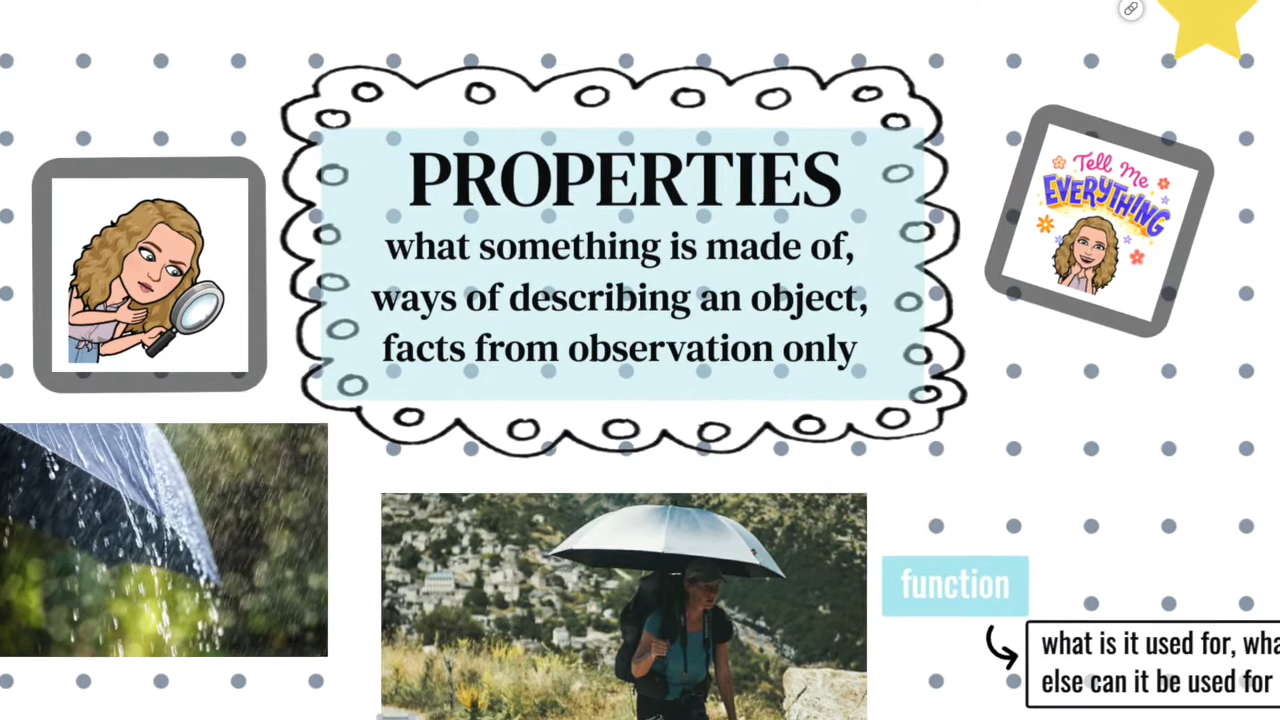 PROPERTIES
what something is made of,
ways of describing an object,
facts from observation only
Tell Me
EVERYTHING
function
what is it used for,
else can it be used for